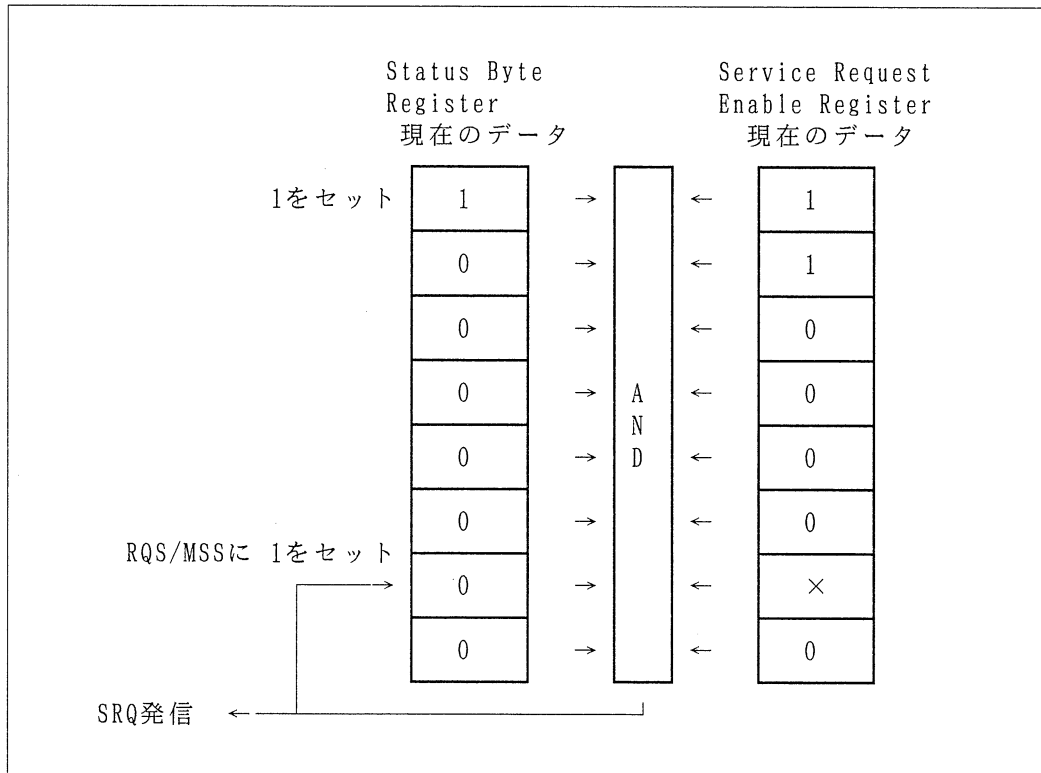 Status Byte
Register
現在のデータ
Service Request
Enable Register
現在のデータ
1をセット 1 → ← 1
0 → ← 1
0 → ← 0
0 → A ← 0
N
0 → D ← 0
0 → ← 0
RQS/MSSに 1をセット
→ 0 → ← ×
0 → ← 0
SRQ発信 ←